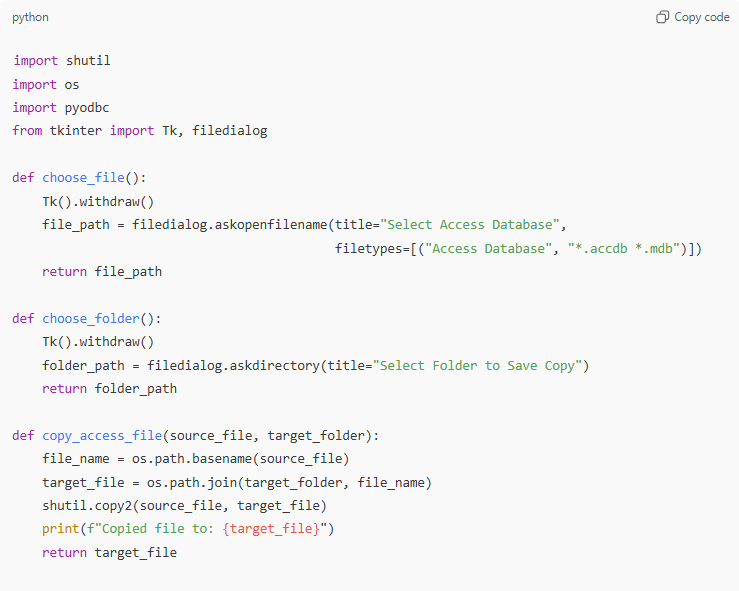 python
Copy code
import shutil
import os
import pyodbc
from tkinter import Tk, filedialog
def choose_file():
    Tk().withdraw()
    file_path = filedialog.askopenfilename(title="Select Access Database",
                                           filetypes=[("Access Database", "*.accdb *.mdb")])
    return file_path
def choose_folder():
    Tk().withdraw()
    folder_path = filedialog.askdirectory(title="Select Folder to Save Copy")
    return folder_path
def copy_access_file(source_file, target_folder):
    file_name = os.path.basename(source_file)
    target_file = os.path.join(target_folder, file_name)
    shutil.copy2(source_file, target_file)
    print(f"Copied file to: {target_file}")
    return target_file